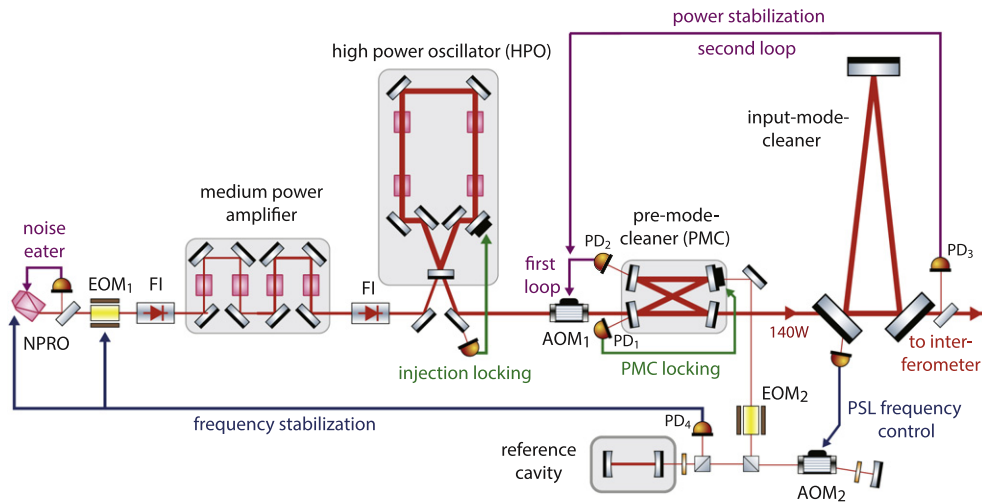 power stabilization
second loop
high power oscillator (HPO)
input-mode-
cleaner
medium power
amplifier
pre-mode-
cleaner (PMC)
noise
eater
PD₂
PD₃
EOM₁
FI
FI
first
loop
NPRO
AOM₁
PD₁
140W
to inter-
ferometer
injection locking
PMC locking
EOM₂
frequency stabilization
PD₄
PSL frequency
control
reference
cavity
AOM₂